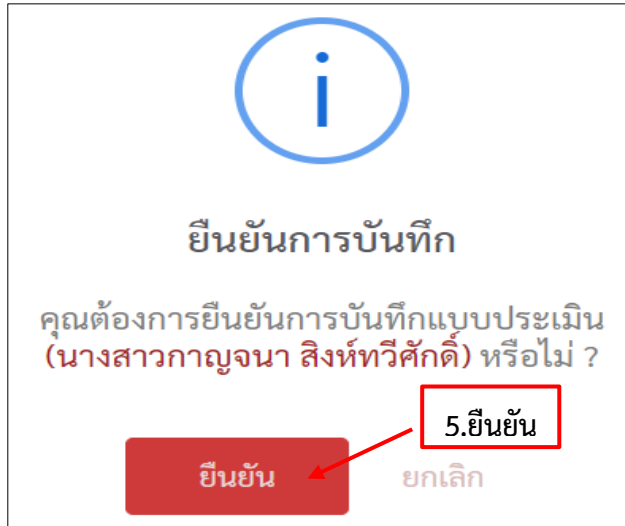 i
ยืนยันการบันทึก
คุณต้องการยืนยันการบันทึกแบบประเมิน
(นางสาวกาญจนา สิงห์ทวีศักดิ์) หรือไม่ ?
5.ยืนยัน
ยืนยัน ยกเลิก